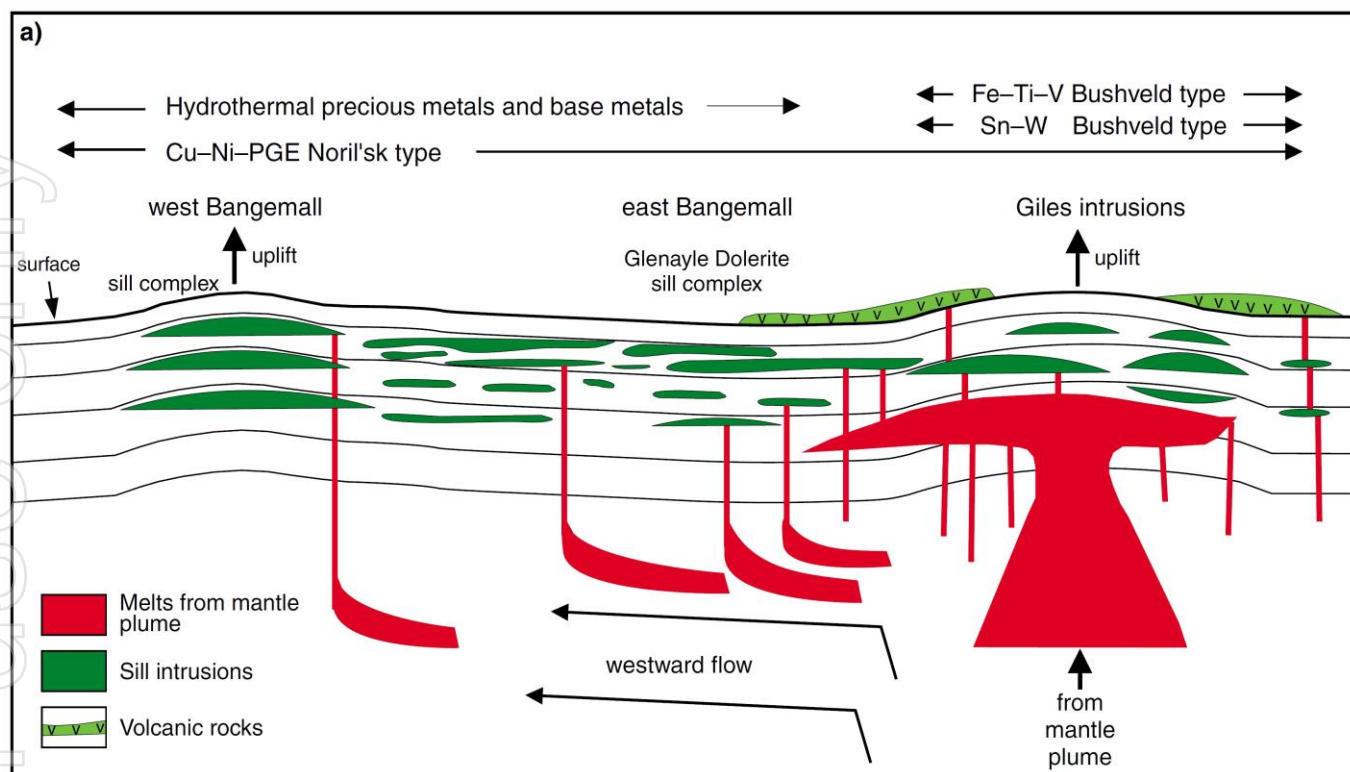 a)
Hydrothermal precious metals and base metals
Fe–Ti–V Bushveld type
Sn–W Bushveld type
Cu–Ni–PGE Noril'sk type
west Bangemall
east Bangemall
Giles intrusions
uplift
Glenayle Dolerite
sill complex
uplift
surface
sill complex
V V V V V V V V V V V
V V V V V V V
Melts from mantle
plume
Sill intrusions
V V V
Volcanic rocks
westward flow
from
mantle
plume